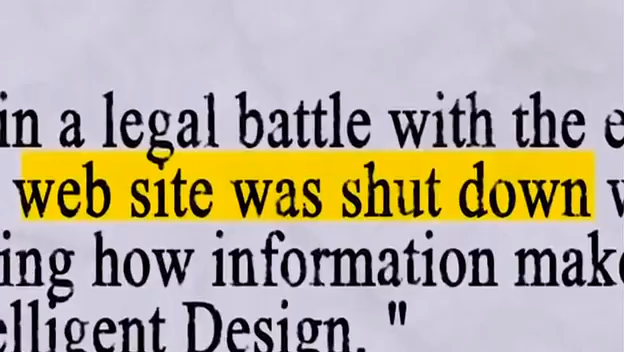 in a legal battle with the
web site was shut down
ing how information make
elligent Design. "